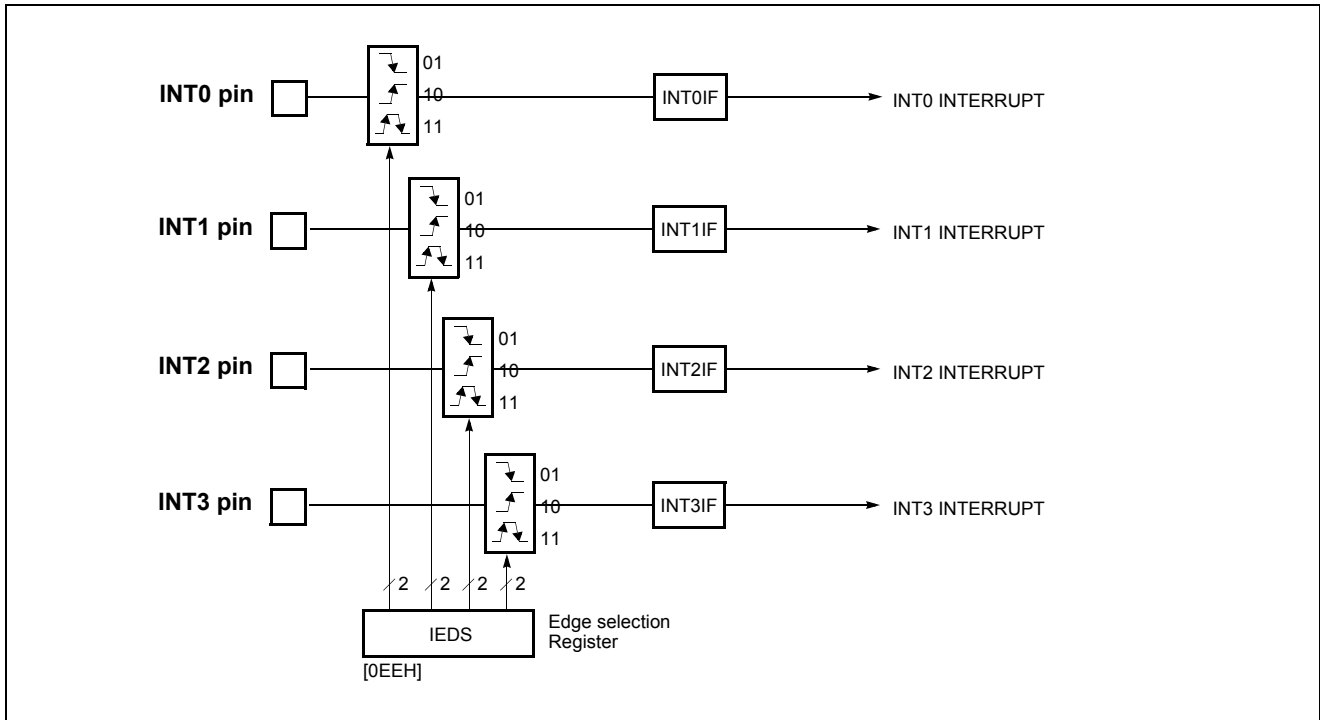 01
INT0 pin
10
INT0IF
INT0 INTERRUPT
11
01
INT1 pin
10
INT1IF
INT1 INTERRUPT
11
01
INT2 pin
10
INT2IF
INT2 INTERRUPT
11
01
INT3 pin
10
INT3IF
INT3 INTERRUPT
11
2 2 2 2
IEDS
Edge selection
Register
[0EEH]